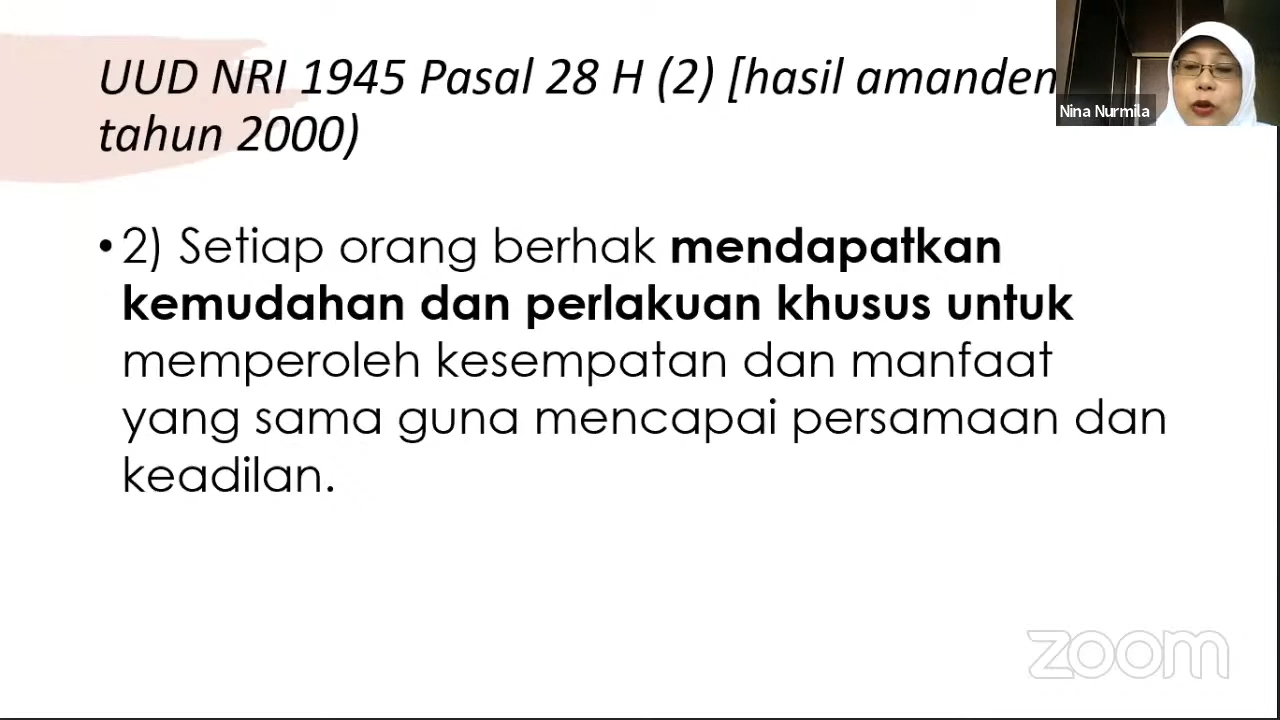 UUD NRI 1945 Pasal 28 H (2) [hasil amanden
tahun 2000)
Nina Nurmila
•2) Setiap orang berhak mendapatkan
kemudahan dan perlakuan khusus untuk
memperoleh kesempatan dan manfaat
yang sama guna mencapai persamaan dan
keadilan.
zoom